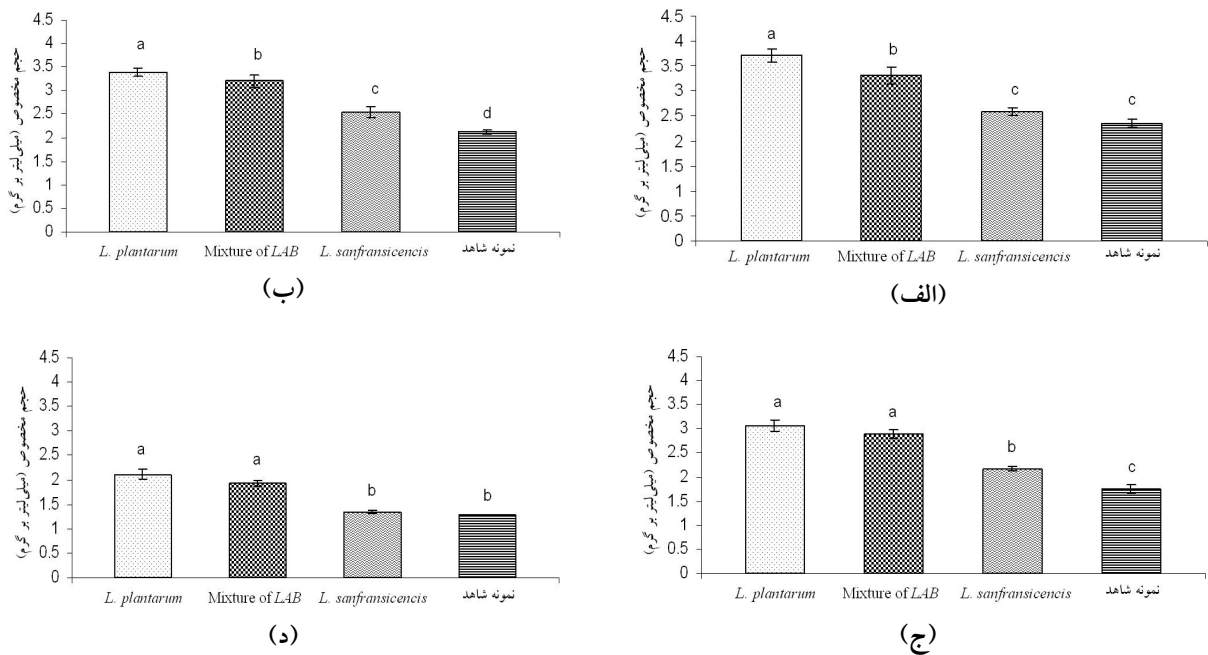 4.5
4
3.5
3
2.5
2
1.5
1
0.5
0
حجم مخصوص (میلی‌لیتر بر گرم)
a
b
c
c
L. plantarum
Mixture of LAB
L. sanfransicencis
نمونه شاهد
(الف)
4.5
4
3.5
3
2.5
2
1.5
1
0.5
0
حجم مخصوص (میلی‌لیتر بر گرم)
a
b
c
d
L. plantarum
Mixture of LAB
L. sanfransicencis
نمونه شاهد
(ب)
4.5
4
3.5
3
2.5
2
1.5
1
0.5
0
حجم مخصوص (میلی‌لیتر بر گرم)
a
a
b
c
L. plantarum
Mixture of LAB
L. sanfransicencis
نمونه شاهد
(ج)
4.5
4
3.5
3
2.5
2
1.5
1
0.5
0
حجم مخصوص (میلی‌لیتر بر گرم)
a
a
b
b
L. plantarum
Mixture of LAB
L. sanfransicencis
نمونه شاهد
(د)